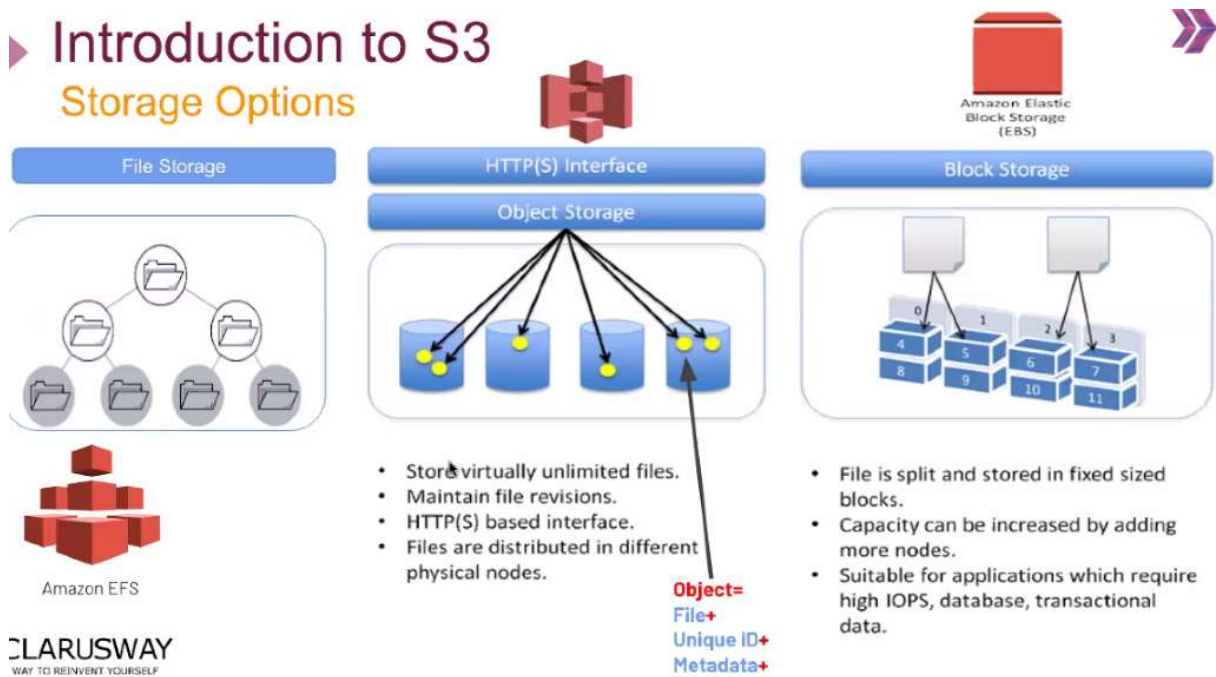 Introduction to S3
Storage Options
Amazon Elastic
Block Storage
(EBS)
File Storage
HTTP(S) Interface
Object Storage
Block Storage
0
1
2
3
4
5
6
7
8
9
10
11
Amazon EFS
• Store virtually unlimited files.
• Maintain file revisions.
• HTTP(S) based interface.
• Files are distributed in different
physical nodes.
Object=
File+
Unique ID+
Metadata+
• File is split and stored in fixed sized
blocks.
• Capacity can be increased by adding
more nodes.
• Suitable for applications which require
high IOPS, database, transactional
data.
CLARUSWAY
WAY TO REINVENT YOURSELF